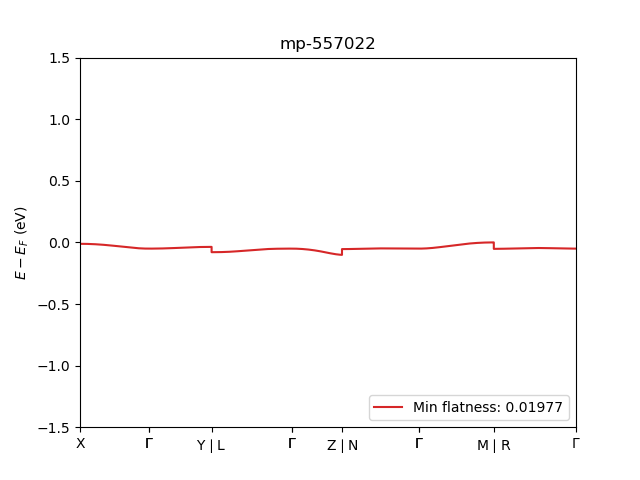 mp-557022
E − E_F (eV)
1.5
1.0
0.5
0.0
−0.5
−1.0
−1.5
Min flatness: 0.01977
X Γ Y | L Γ Z | N Γ M | R Γ